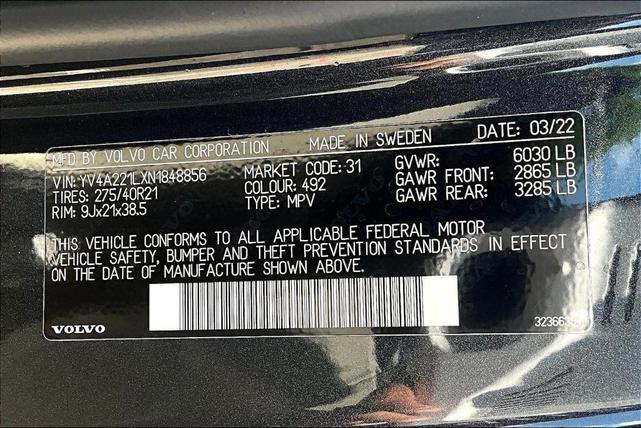 MFD BY VOLVO CAR CORPORATION MADE IN SWEDEN DATE: 03/22
VIN: YV4A221LXN1848856 MARKET CODE: 31 GVWR: 6030 LB
TIRES: 275/40R21 COLOUR: 492 GAWR FRONT: 2865 LB
RIM: 9Jx21x38.5 TYPE: MPV GAWR REAR: 3285 LB
THIS VEHICLE CONFORMS TO ALL APPLICABLE FEDERAL MOTOR
VEHICLE SAFETY, BUMPER AND THEFT PREVENTION STANDARDS IN EFFECT
ON THE DATE OF MANUFACTURE SHOWN ABOVE.
VOLVO